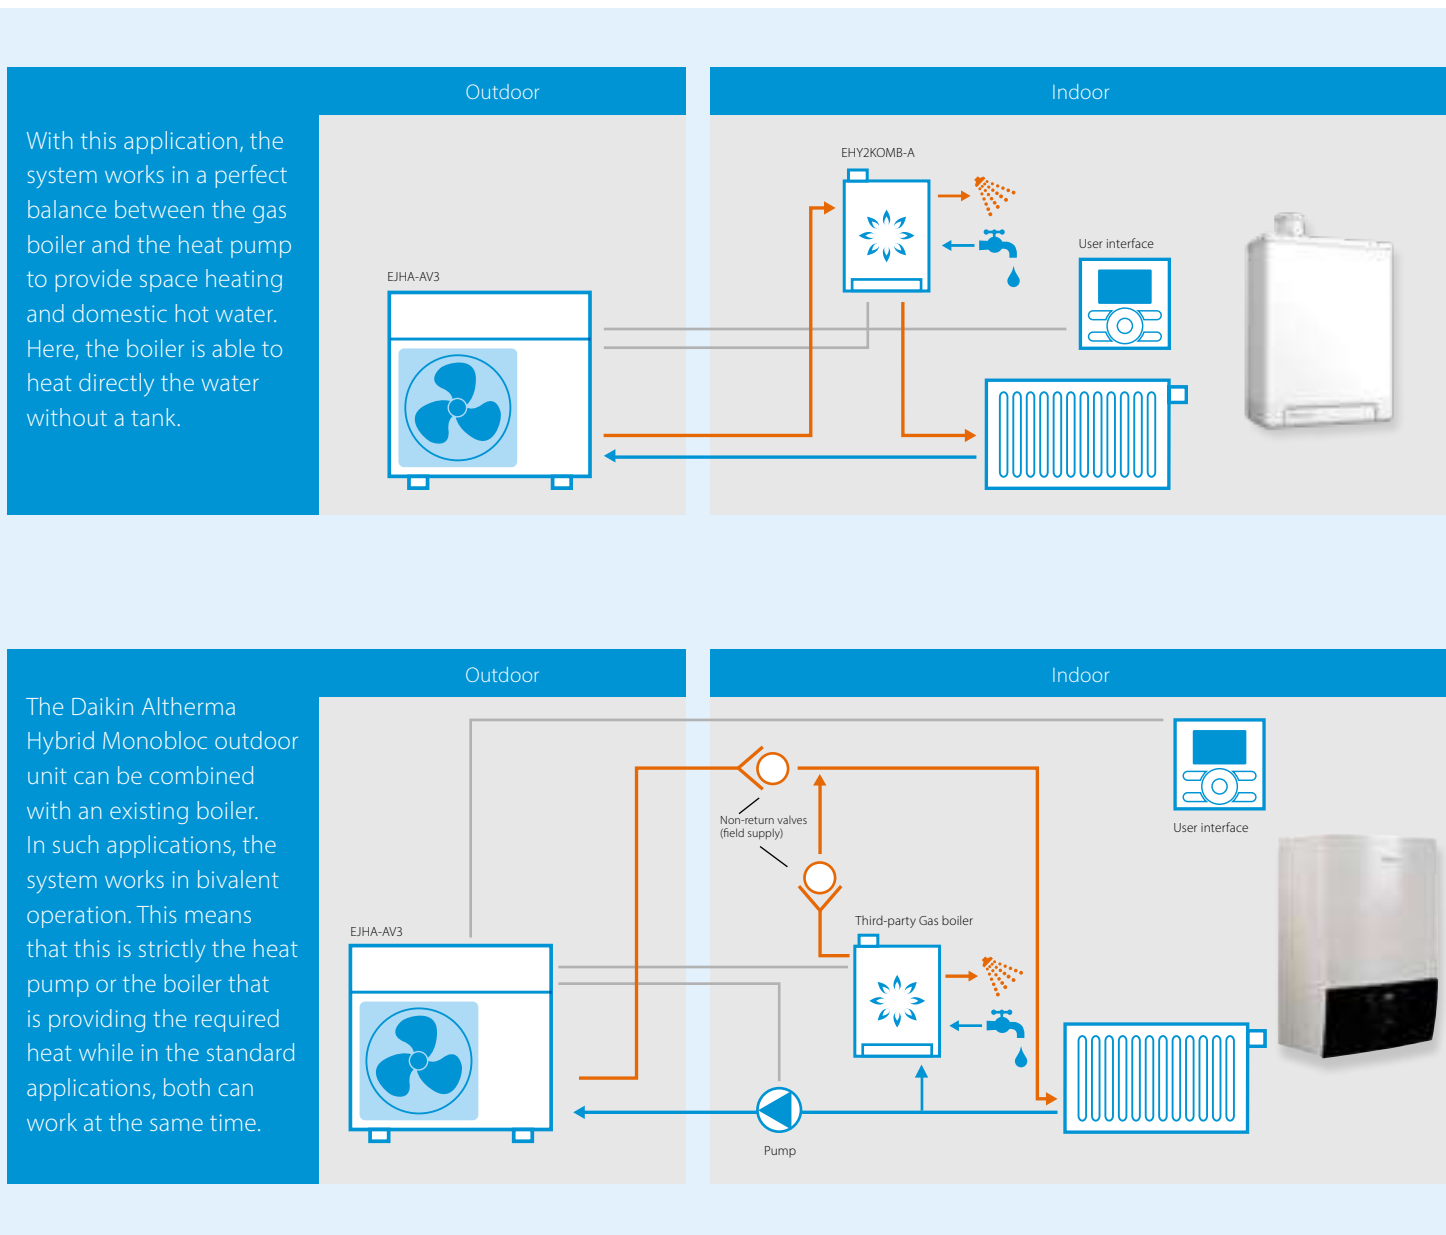 Outdoor
Indoor
With this application, the
system works in a perfect
balance between the gas
boiler and the heat pump
to provide space heating
and domestic hot water.
Here, the boiler is able to
heat directly the water
without a tank.
EJHA-AV3
EHY2KOMB-A
User interface
Outdoor
Indoor
The Daikin Altherma
Hybrid Monobloc outdoor
unit can be combined
with an existing boiler.
In such applications, the
system works in bivalent
operation. This means
that this is strictly the heat
pump or the boiler that
is providing the required
heat while in the standard
applications, both can
work at the same time.
EJHA-AV3
Non-return valves
(field supply)
Third-party Gas boiler
User interface
Pump